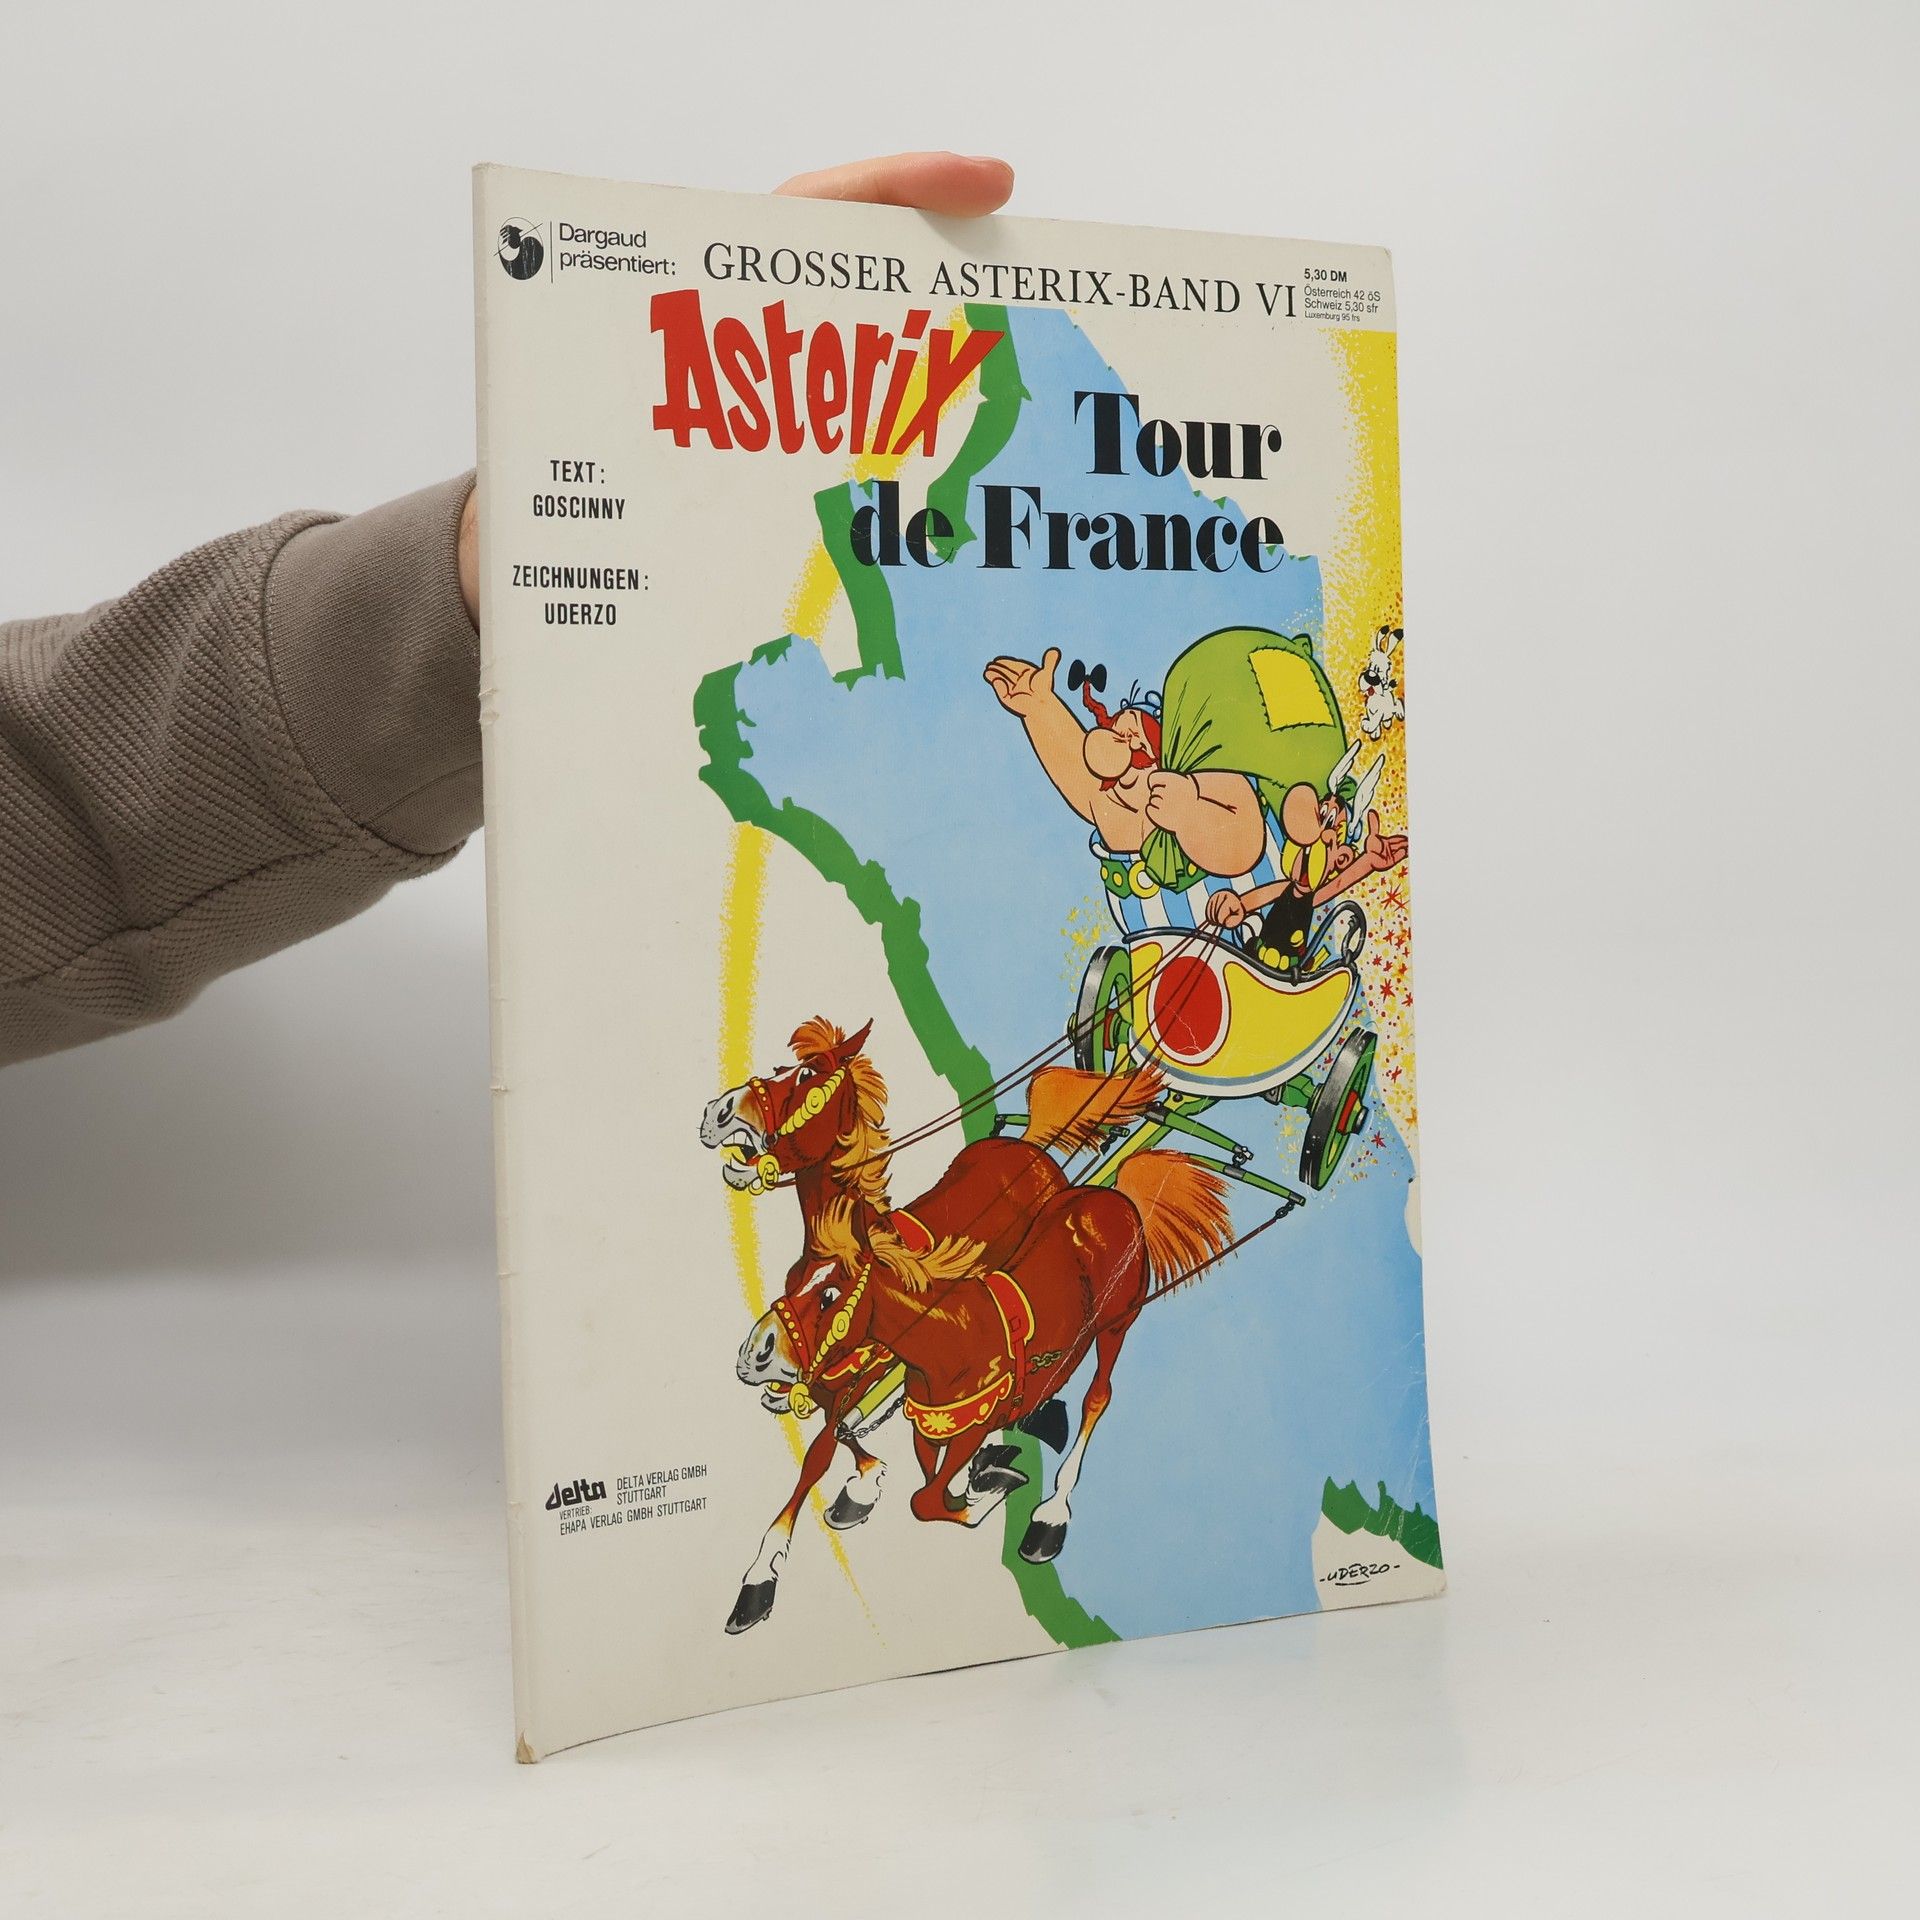 Dargaud
präsentiert:
GROSSER ASTERIX-BAND VI
5,30 DM
Österreich 42 öS
Schweiz 5,30 sfr
Luxemburg 95 frs
Asterix
Tour
de France
TEXT:
GOSCINNY
ZEICHNUNGEN:
UDERZO
delta
DELTA VERLAG GMBH
STUTTGART
VERTRIEB:
EHAPA VERLAG GMBH STUTTGART
-UDERZO-